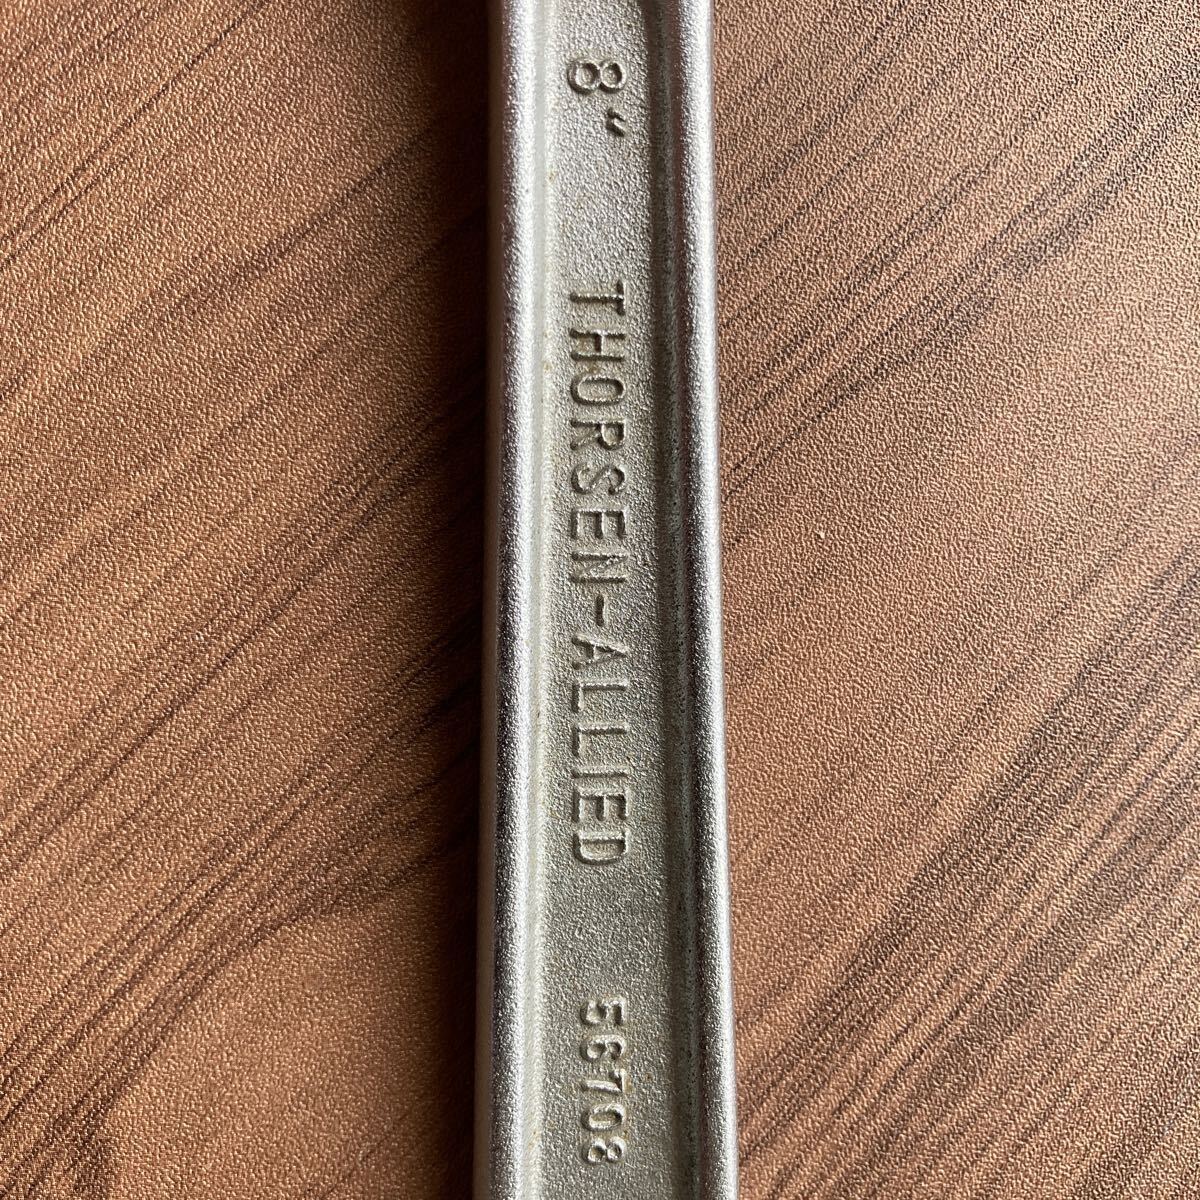 8" THORSEN-ALLIED 56708